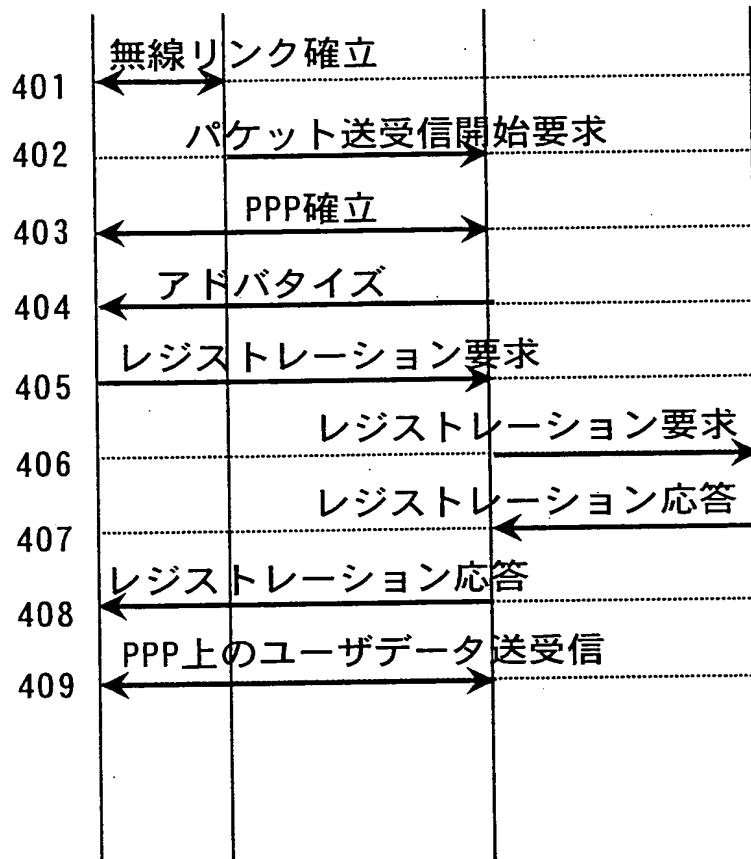 無線リンク確立
401
パケット送受信開始要求
402
PPP確立
403
アドバタイズ
404
レジストレーション要求
405
レジストレーション要求
406
レジストレーション応答
407
レジストレーション応答
408
PPP上のユーザデータ送受信
409